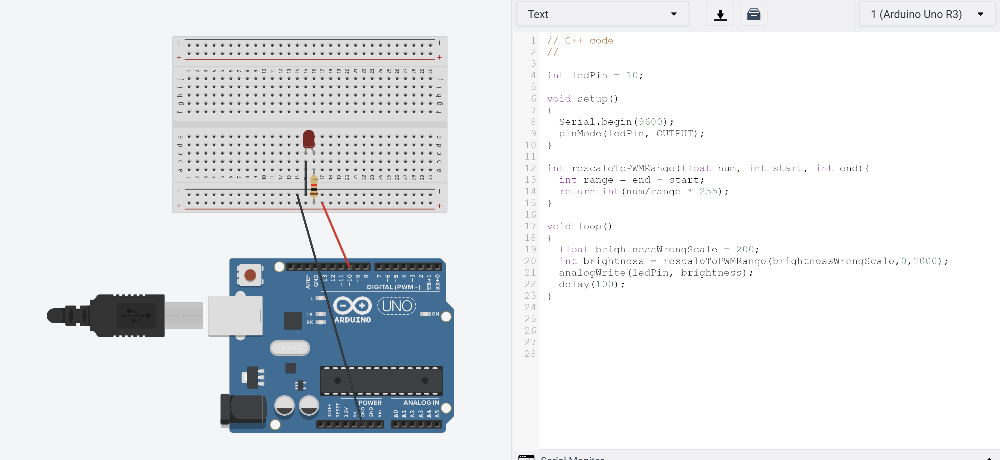 Text
1 (Arduino Uno R3)
− −
+ +
1 2 3 4 5 6 7 8 9 10 11 12 13 14 15 16 17 18 19 20 21 22 23 24 25 26 27 28 29 30
j j
i i
h h
g g
f f
e e
d d
c c
b b
a a
1 2 3 4 5 6 7 8 9 10 11 12 13 14 17 18 19 20 21 22 23 24 25 26 27 28 29 30
− −
+ +
AREF GND 13 12 ~11 ~10 ~9 8 7 ~6 ~5 4 ~3 2 TX→1 RX←0
DIGITAL (PWM~)
L
TX
RX
UNO
ON
ARDUINO
SPK16.000G
POWER ANALOG IN
IOREF RESET 3.3V 5V GND GND Vin A0 A1 A2 A3 A4 A5
1 // C++ code
2 //
3
4 int ledPin = 10;
5
6 void setup()
7 {
8   Serial.begin(9600);
9   pinMode(ledPin, OUTPUT);
10 }
11
12 int rescaleToPWMRange(float num, int start, int end){
13   int range = end - start;
14   return int(num/range * 255);
15 }
16
17 void loop()
18 {
19   float brightnessWrongScale = 200;
20   int brightness = rescaleToPWMRange(brightnessWrongScale,0,1000);
21   analogWrite(ledPin, brightness);
22   delay(100);
23 }
24
25
26
27
28
Serial Monitor